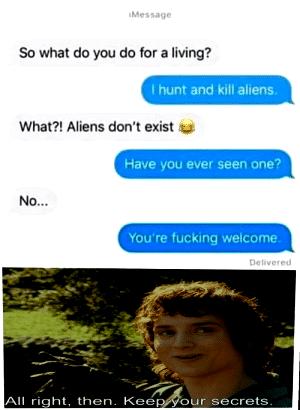 iMessage
So what do you do for a living?
I hunt and kill aliens.
What?! Aliens don't exist 😂
Have you ever seen one?
No...
You're fucking welcome.
Delivered
All right, then. Keep your secrets.